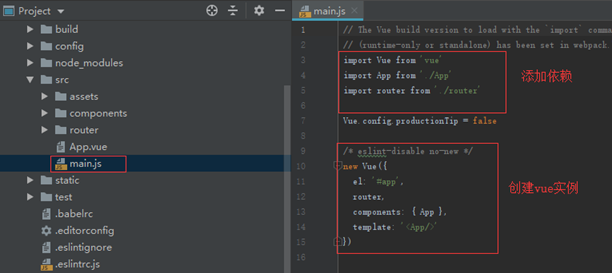 Project
build
config
node_modules
src
assets
components
router
App.vue
main.js
static
test
.babelrc
.editorconfig
.eslintignore
.eslintrc.js
main.js
1 // The Vue build version to load with the `import` comma
2 // (runtime-only or standalone) has been set in webpack.
3 import Vue from 'vue'
4 import App from './App'
5 import router from './router'
6
7 Vue.config.productionTip = false
8
9 /* eslint-disable no-new */
10 new Vue({
11 el: '#app',
12 router,
13 components: { App },
14 template: '<App/>'
15 })
16
添加依赖
创建vue实例